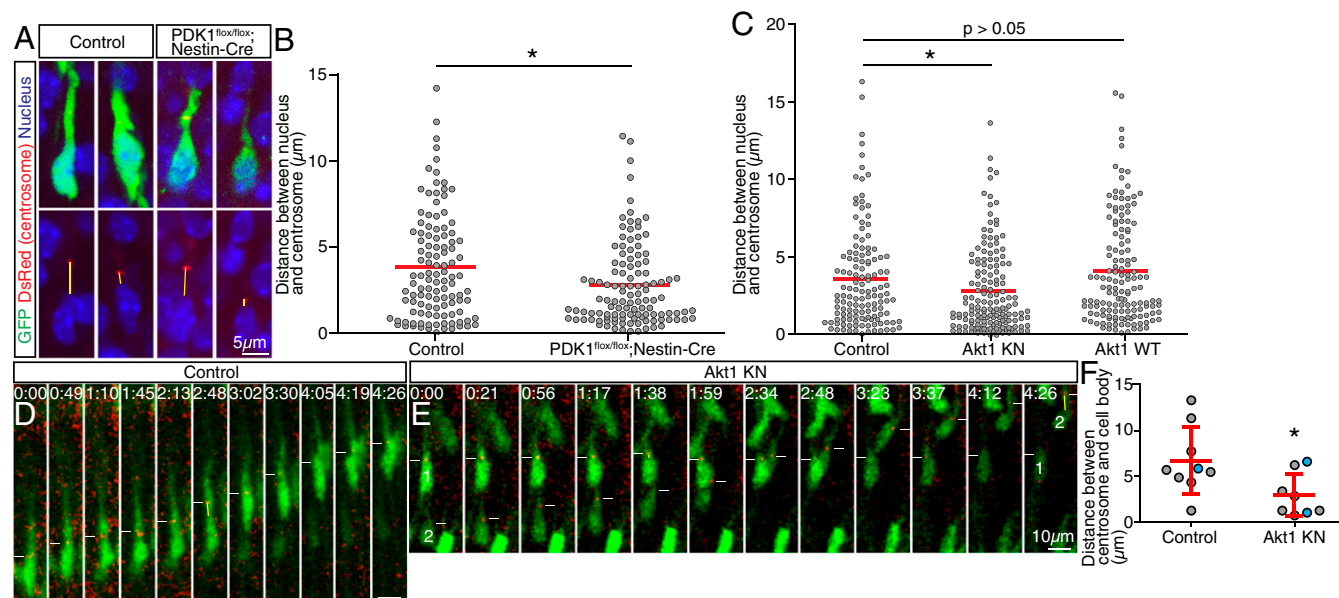 A
Control
PDK1flox/flox;
Nestin-Cre
GFP DsRed (centrosome) Nucleus
5µm
B
Distance between nucleus
and centrosome (µm)
15
10
5
0
*
Control
PDK1flox/flox;Nestin-Cre
C
Distance between nucleus
and centrosome (µm)
20
15
10
5
0
p > 0.05
*
Control
Akt1 KN
Akt1 WT
Control
D
0:00 0:49 1:10 1:45 2:13 2:48 3:02 3:30 4:05 4:19 4:26
Akt1 KN
E
0:00 0:21 0:56 1:17 1:38 1:59 2:34 2:48 3:23 3:37 4:12 4:26
1
2
2
1
10µm
F
Distance between
centrosome and cell body
(µm)
15
10
5
0
*
Control
Akt1 KN